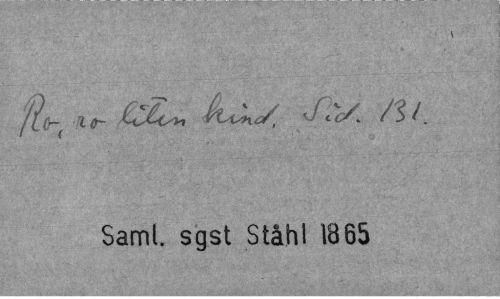 Ro, ro liten kind. Sid. 131.
Saml. sgst Ståhl 1865